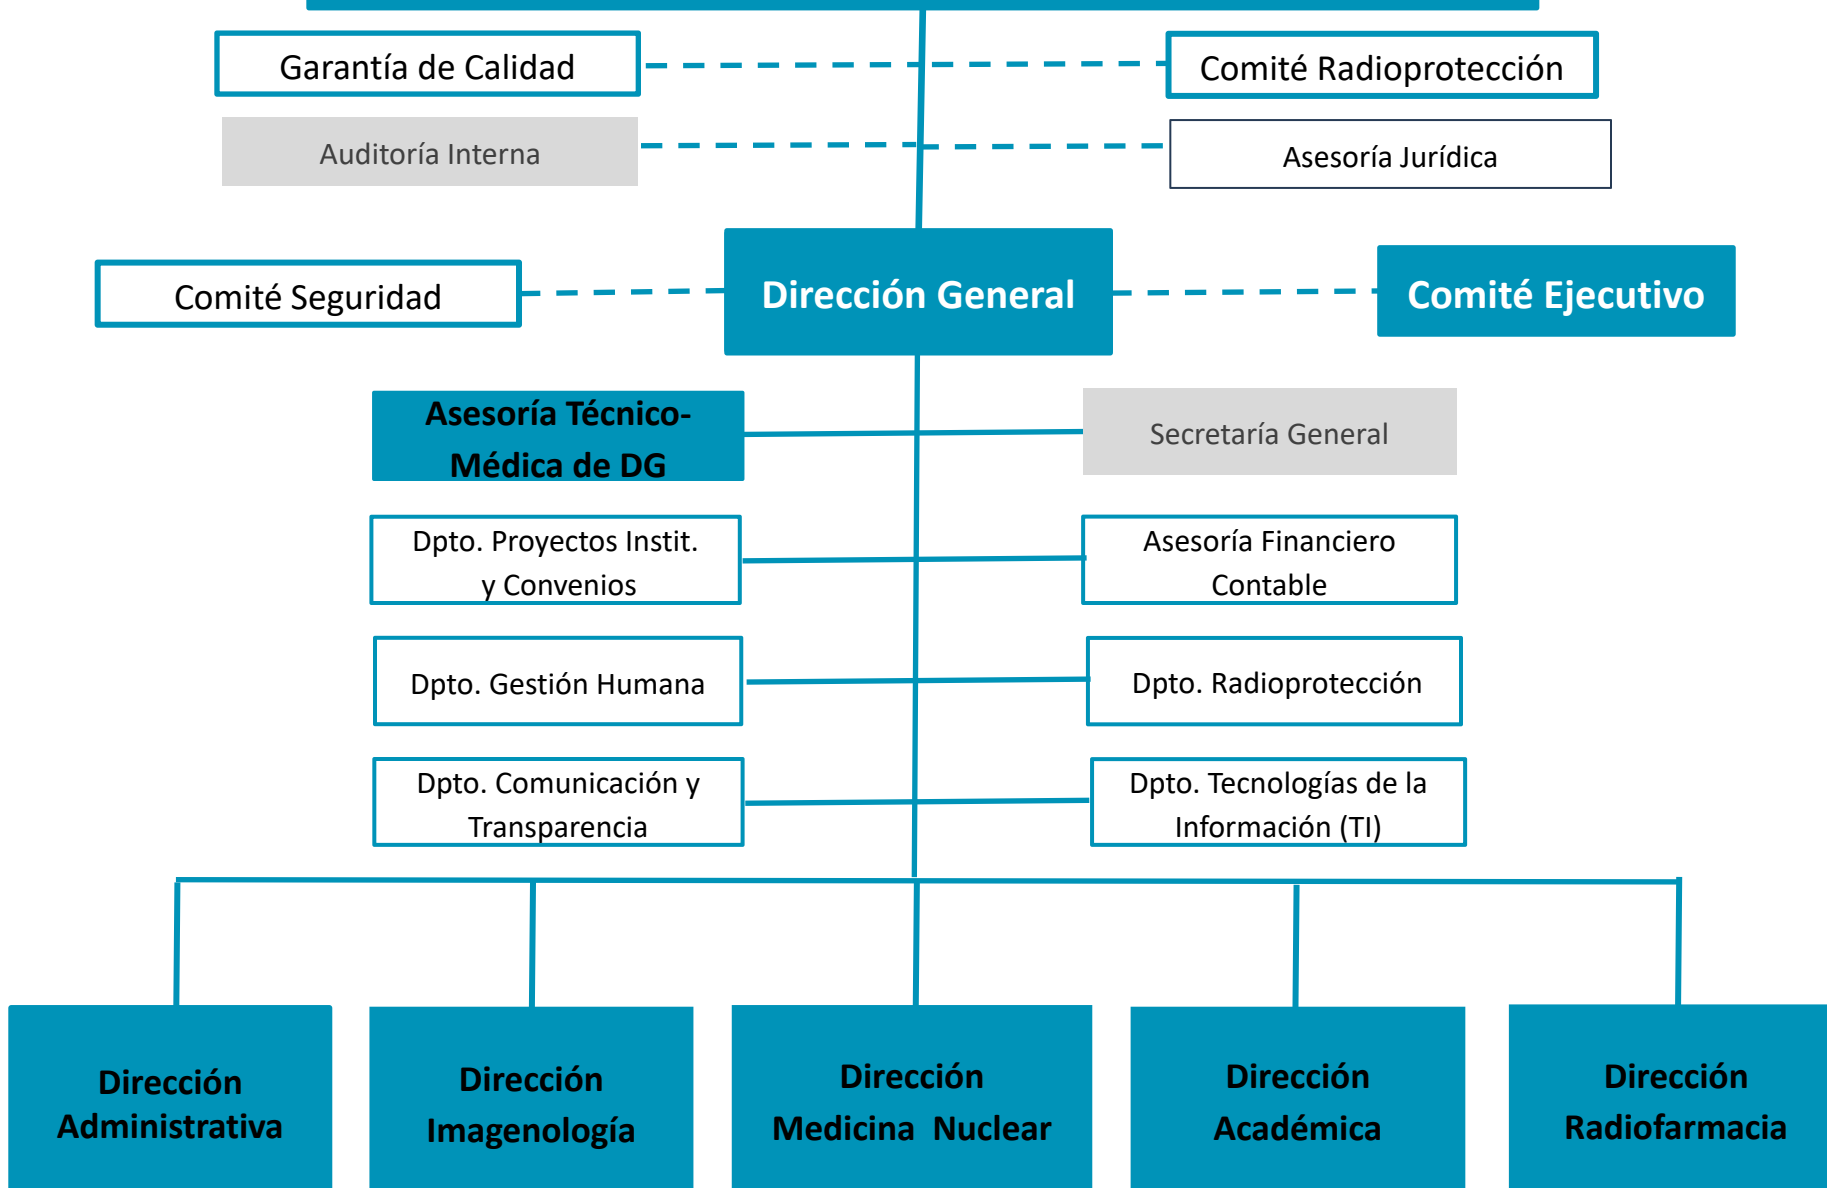 Garantía de Calidad
Comité Radioprotección
Auditoría Interna
Asesoría Jurídica
Comité Seguridad
Dirección General
Comité Ejecutivo
Asesoría Técnico-
Médica de DG
Secretaría General
Dpto. Proyectos Instit.
y Convenios
Asesoría Financiero
Contable
Dpto. Gestión Humana
Dpto. Radioprotección
Dpto. Comunicación y
Transparencia
Dpto. Tecnologías de la
Información (TI)
Dirección
Administrativa
Dirección
Imagenología
Dirección
Medicina  Nuclear
Dirección
Académica
Dirección
Radiofarmacia